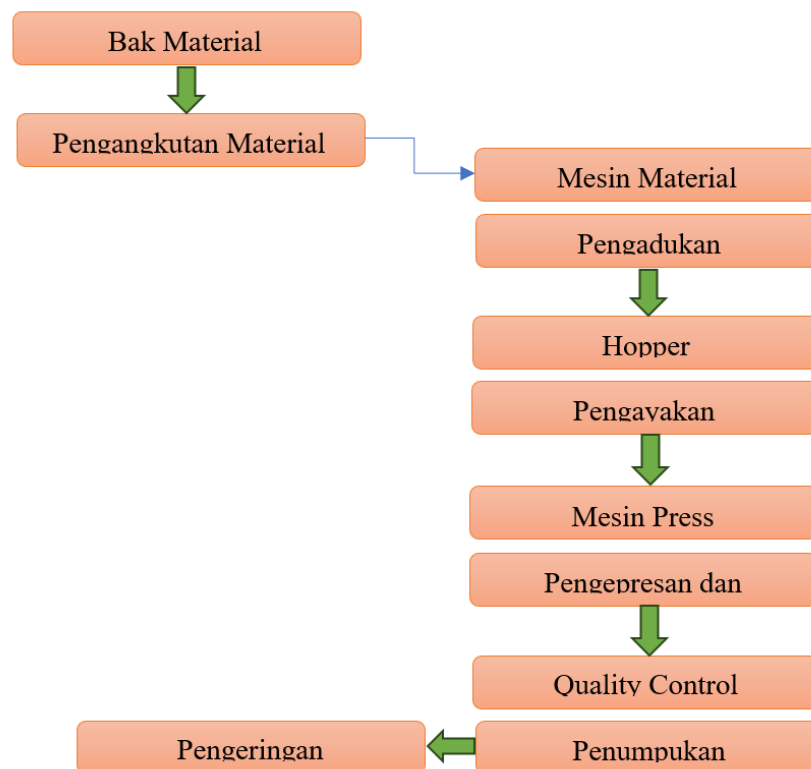 Bak Material
Pengangkutan Material
Mesin Material
Pengadukan
Hopper
Pengayakan
Mesin Press
Pengepresan dan
Quality Control
Penumpukan
Pengeringan